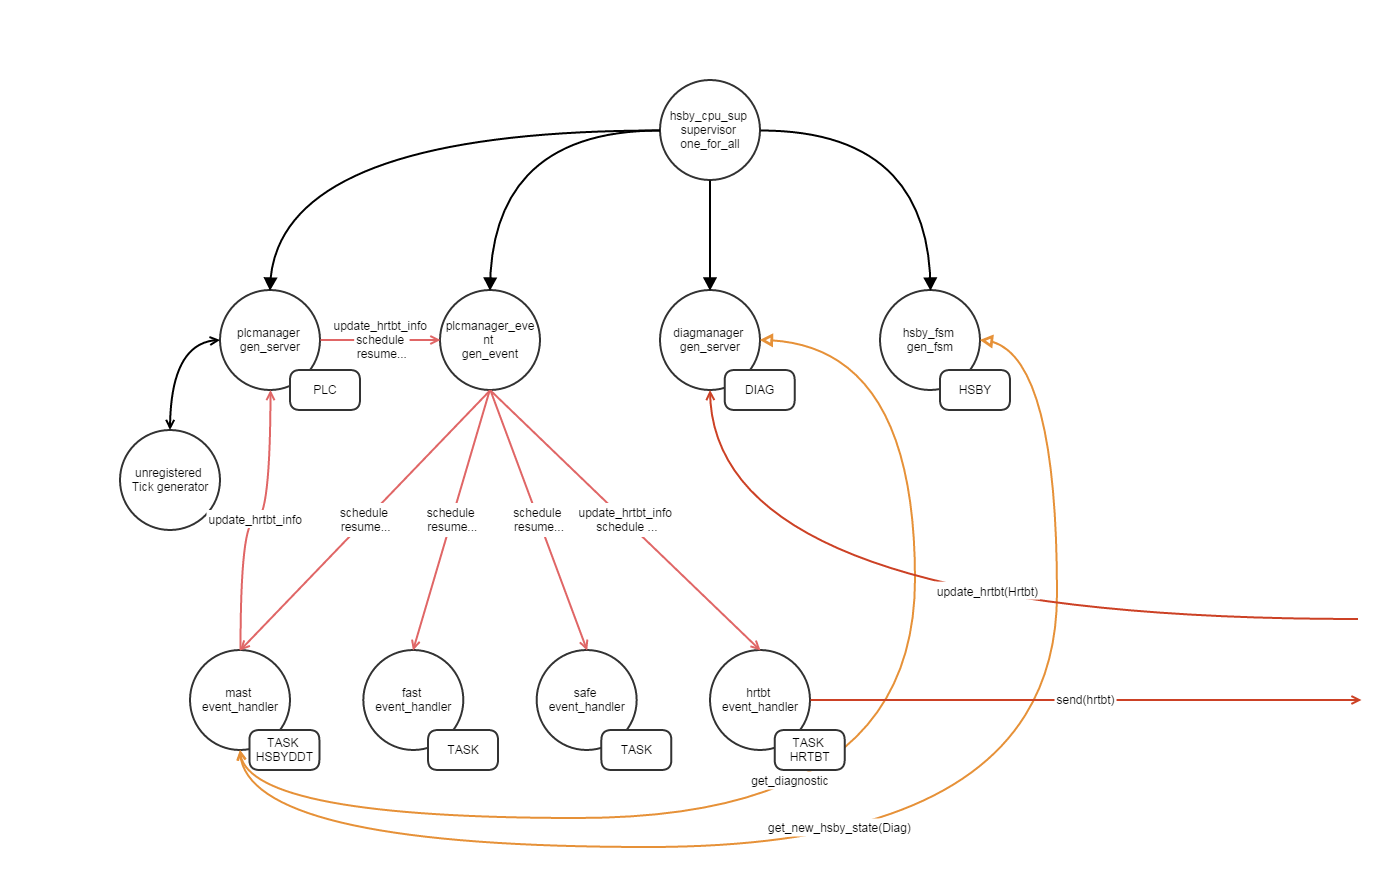 hsby_cpu_sup
supervisor
one_for_all
plcmanager
gen_server
PLC
update_hrtbt_info
schedule
resume...
plcmanager_eve
nt
gen_event
diagmanager
gen_server
DIAG
hsby_fsm
gen_fsm
HSBY
unregistered
Tick generator
update_hrtbt_info
schedule
resume...
schedule
resume...
schedule
resume...
update_hrtbt_info
schedule ...
update_hrtbt(Hrtbt)
mast
event_handler
TASK
HSBYDDT
fast
event_handler
TASK
safe
event_handler
TASK
hrtbt
event_handler
TASK
HRTBT
send(hrtbt)
get_diagnostic
get_new_hsby_state(Diag)